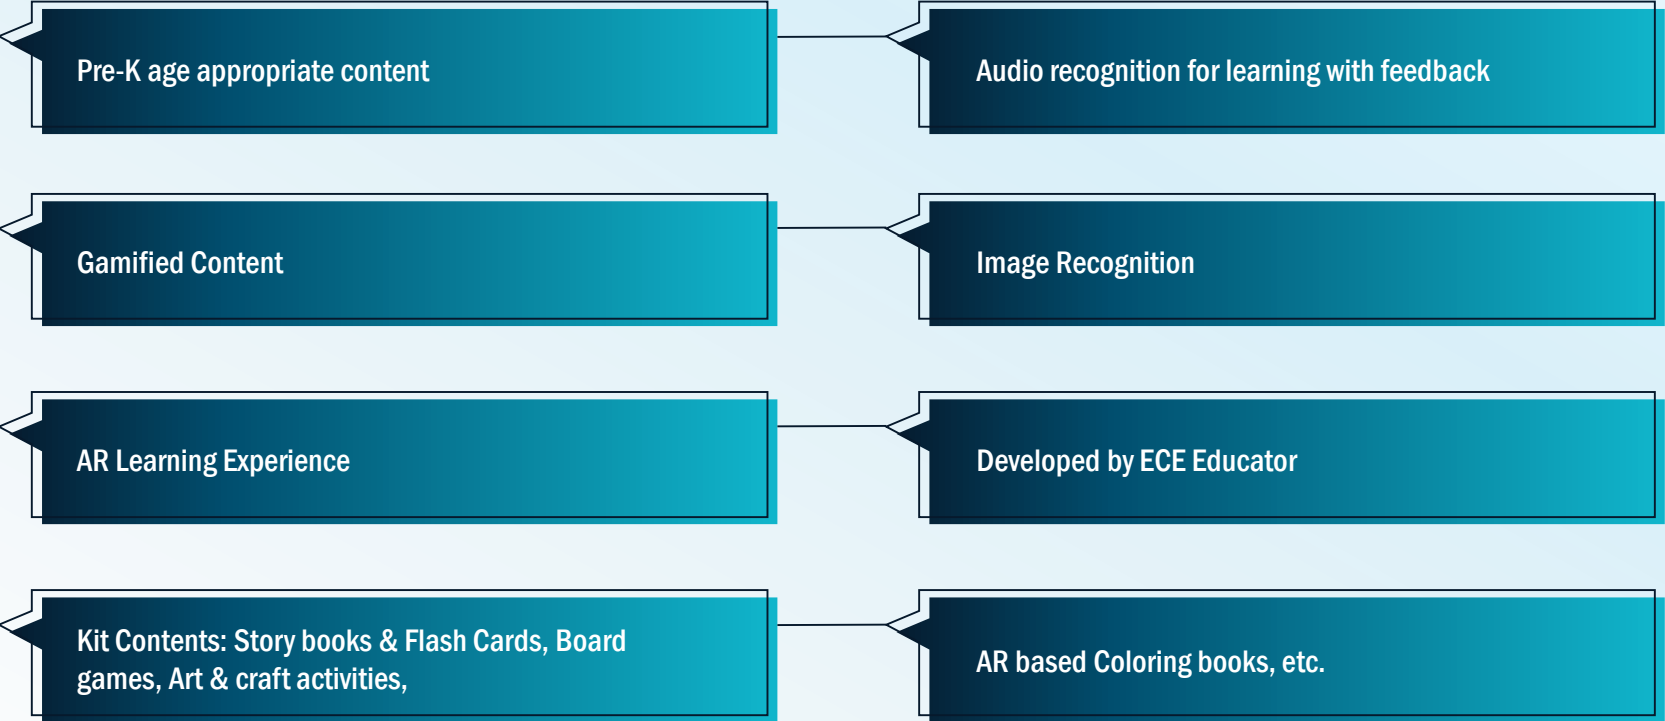 Pre-K age appropriate content
Audio recognition for learning with feedback
Gamified Content
Image Recognition
AR Learning Experience
Developed by ECE Educator
Kit Contents: Story books & Flash Cards, Board
games, Art & craft activities,
AR based Coloring books, etc.